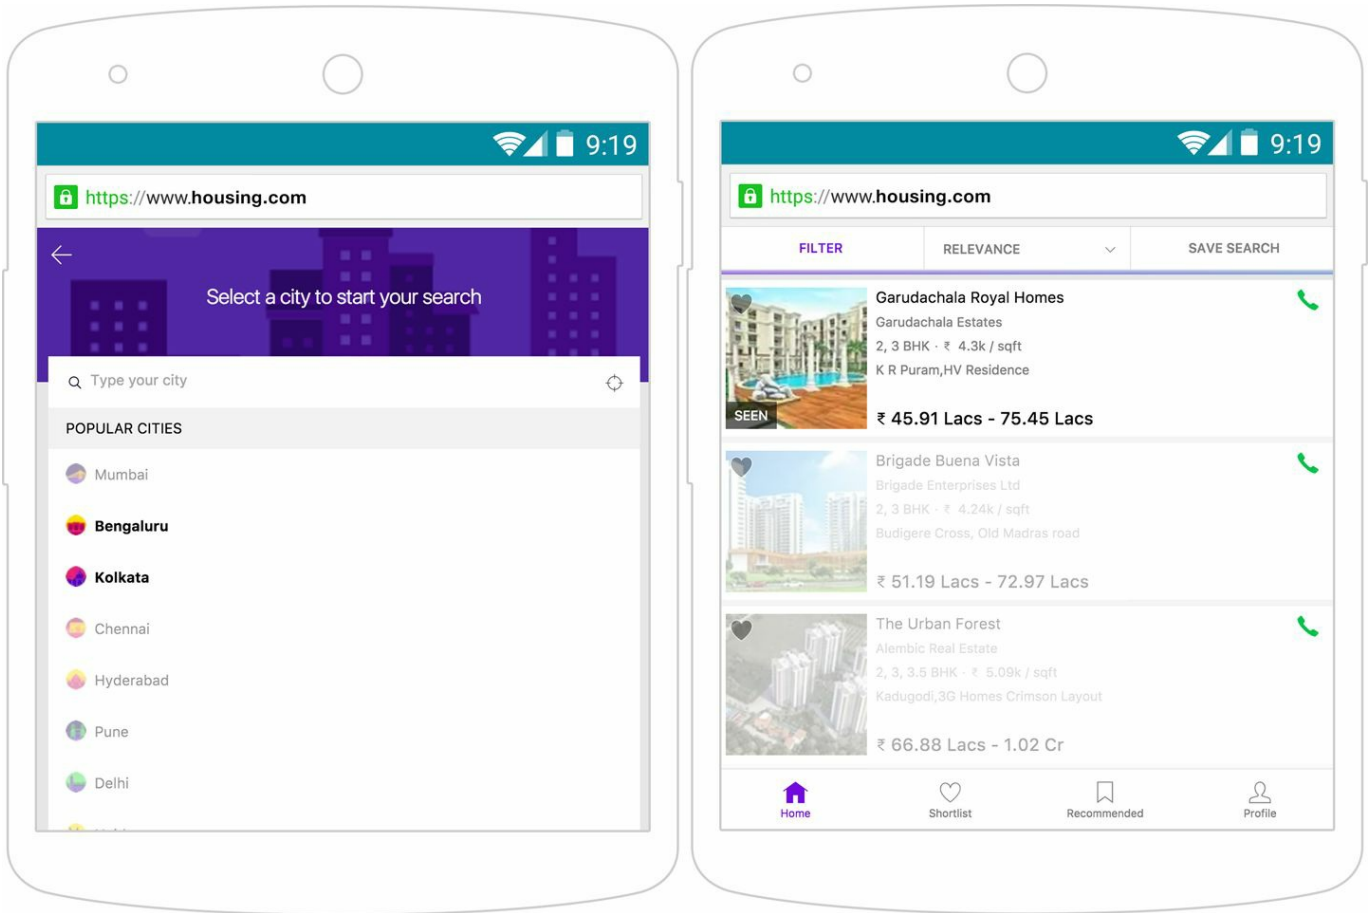 9:19
https://www.housing.com
Select a city to start your search
Type your city
POPULAR CITIES
Mumbai
Bengaluru
Kolkata
Chennai
Hyderabad
Pune
Delhi
9:19
https://www.housing.com
FILTER RELEVANCE SAVE SEARCH
Garudachala Royal Homes
Garudachala Estates
2, 3 BHK · ₹ 4.3k / sqft
K R Puram,HV Residence
SEEN
₹ 45.91 Lacs - 75.45 Lacs
Brigade Buena Vista
Brigade Enterprises Ltd
2, 3 BHK · ₹ 4.24k / sqft
Budigere Cross, Old Madras road
₹ 51.19 Lacs - 72.97 Lacs
The Urban Forest
Alembic Real Estate
2, 3, 3.5 BHK · ₹ 5.09k / sqft
Kadugodi,3G Homes Crimson Layout
₹ 66.88 Lacs - 1.02 Cr
Home Shortlist Recommended Profile